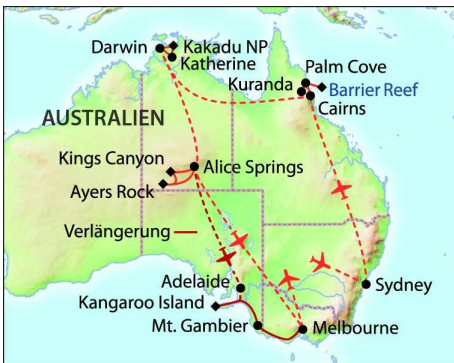 Darwin
Kakadu NP
Katherine
Palm Cove
Kuranda
Barrier Reef
Cairns
AUSTRALIEN
Kings Canyon
Alice Springs
Ayers Rock
Verlängerung
Adelaide
Kangaroo Island
Sydney
Mt. Gambier
Melbourne